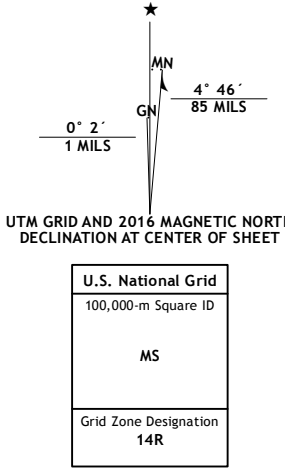 MN
GN
4° 46´
85 MILS
0° 2´
1 MILS
UTM GRID AND 2016 MAGNETIC NORTH
DECLINATION AT CENTER OF SHEET
U.S. National Grid
100,000-m Square ID
MS
Grid Zone Designation
14R